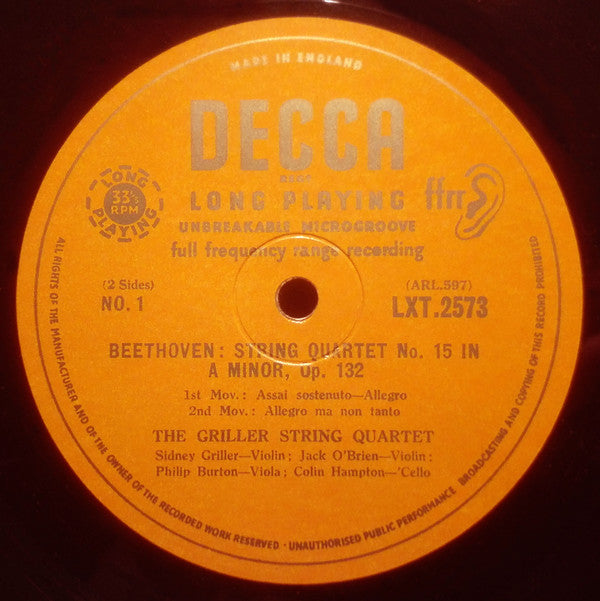 MADE IN ENGLAND
DECCA
REGD
LONG PLAYING
ffrr
UNBREAKABLE MICROGROOVE
full frequency range recording
LONG PLAYING
33⅓
RPM
(2 Sides)
NO. 1
(ARL.597)
LXT.2573
BEETHOVEN: STRING QUARTET No. 15 IN
A MINOR, Op. 132
1st Mov.: Assai sostenuto—Allegro
2nd Mov.: Allegro ma non tanto
THE GRILLER STRING QUARTET
Sidney Griller—Violin; Jack O'Brien—Violin;
Philip Burton—Viola; Colin Hampton—'Cello
ALL RIGHTS OF THE MANUFACTURER AND OF THE OWNER OF THE RECORDED WORK RESERVED · UNAUTHORISED PUBLIC PERFORMANCE BROADCASTING AND COPYING OF THIS RECORD PROHIBITED